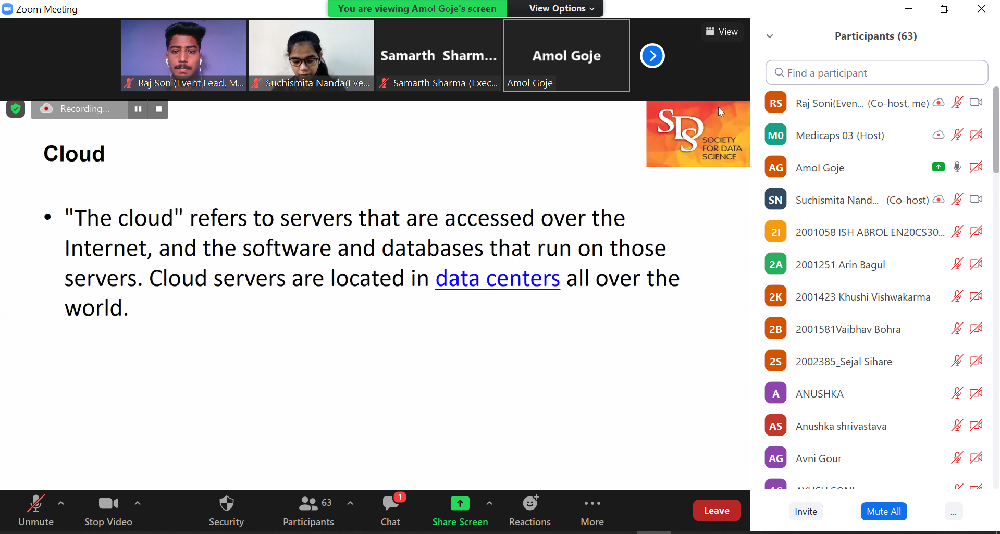 Zoom Meeting
You are viewing Amol Goje's screen
View Options
Raj Soni(Event Lead, M...
Suchismita Nanda(Eve...
Samarth Sharm...
Samarth Sharma (Exec...
Amol Goje
Amol Goje
View
Recording...
SDS
SOCIETY
FOR DATA
SCIENCE
Cloud
• "The cloud" refers to servers that are accessed over the
Internet, and the software and databases that run on those
servers. Cloud servers are located in data centers all over the
world.
Participants (63)
Find a participant
RS Raj Soni(Even... (Co-host, me)
M0 Medicaps 03 (Host)
AG Amol Goje
SN Suchismita Nand... (Co-host)
2I 2001058 ISH ABROL EN20CS30...
2A 2001251 Arin Bagul
2K 2001423 Khushi Vishwakarma
2B 2001581Vaibhav Bohra
2S 2002385_Sejal Sihare
A ANUSHKA
AS Anushka shrivastava
AG Avni Gour
AS AYUSH SONI
Unmute
Stop Video
Security
63
Participants
1
Chat
Share Screen
Reactions
More
Leave
Invite
Mute All
...